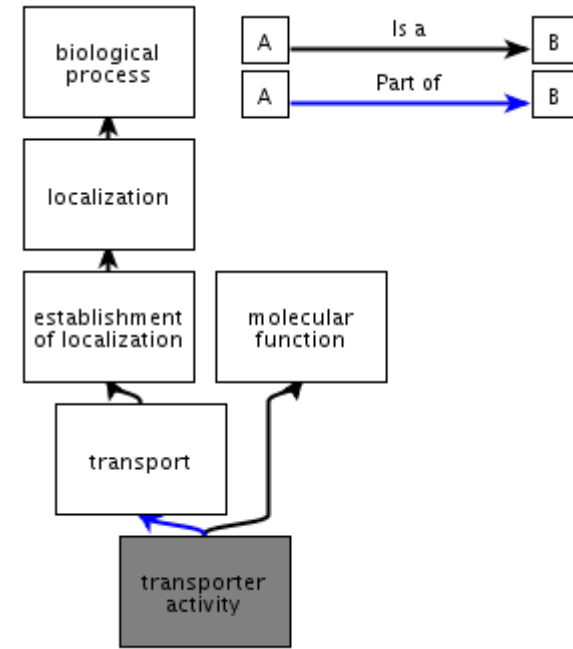 biological
process
A
Is a
B
A
Part of
B
localization
establishment
of localization
molecular
function
transport
transporter
activity